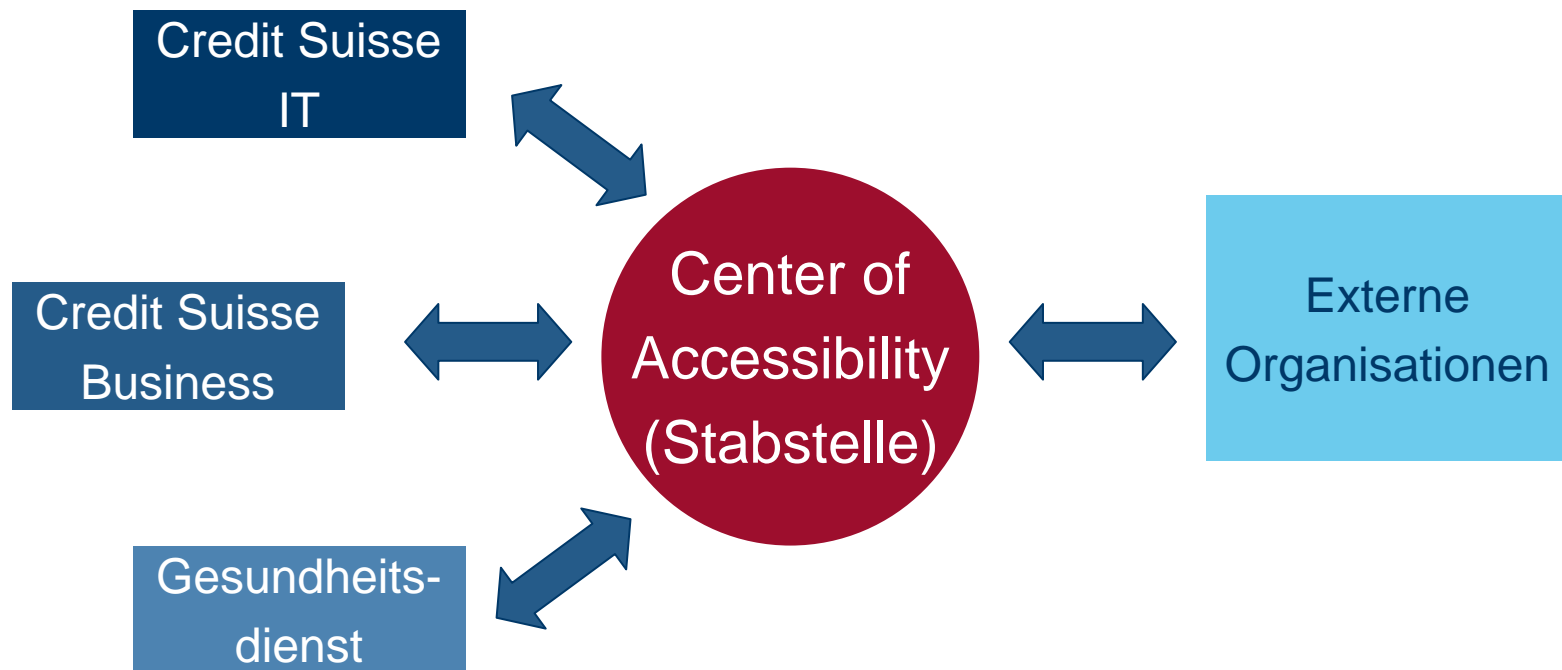 Credit Suisse
IT
Credit Suisse
Business
Gesundheits-
dienst
Center of
Accessibility
(Stabstelle)
Externe
Organisationen